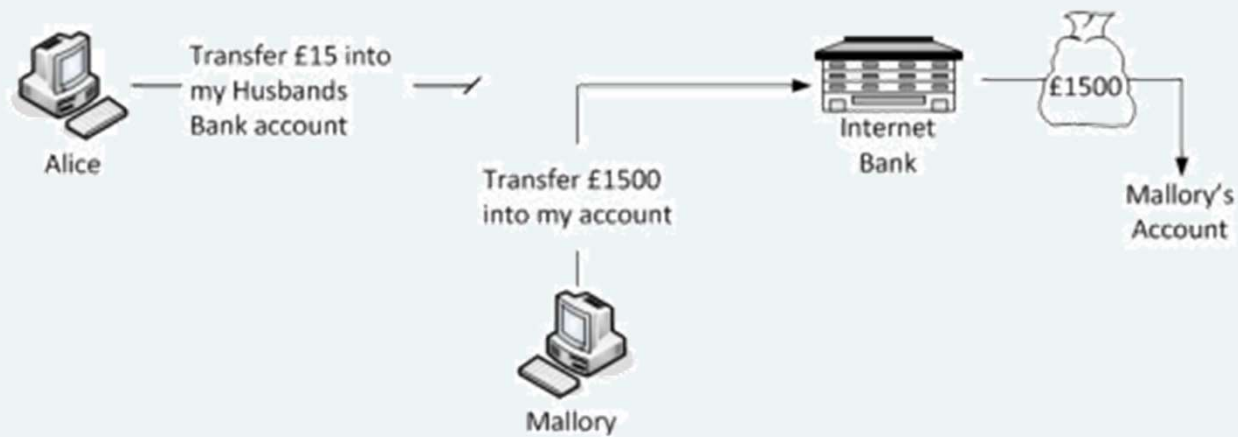 Transfer £15 into
my Husbands
Bank account
Alice
Transfer £1500
into my account
Mallory
Internet
Bank
£1500
Mallory's
Account